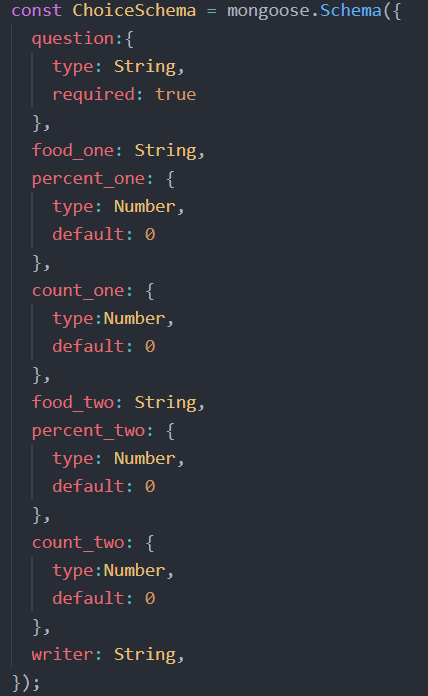 const ChoiceSchema = mongoose.Schema({
  question:{
    type: String,
    required: true
  },
  food_one: String,
  percent_one: {
    type: Number,
    default: 0
  },
  count_one: {
    type:Number,
    default: 0
  },
  food_two: String,
  percent_two: {
    type: Number,
    default: 0
  },
  count_two: {
    type:Number,
    default: 0
  },
  writer: String,
});